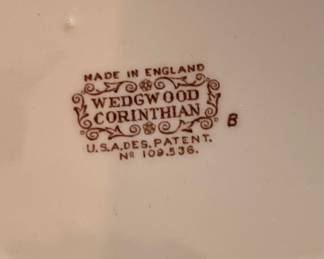 MADE IN ENGLAND
WEDGWOOD
CORINTHIAN
B
U.S.A. DES. PATENT.
No 109.536.